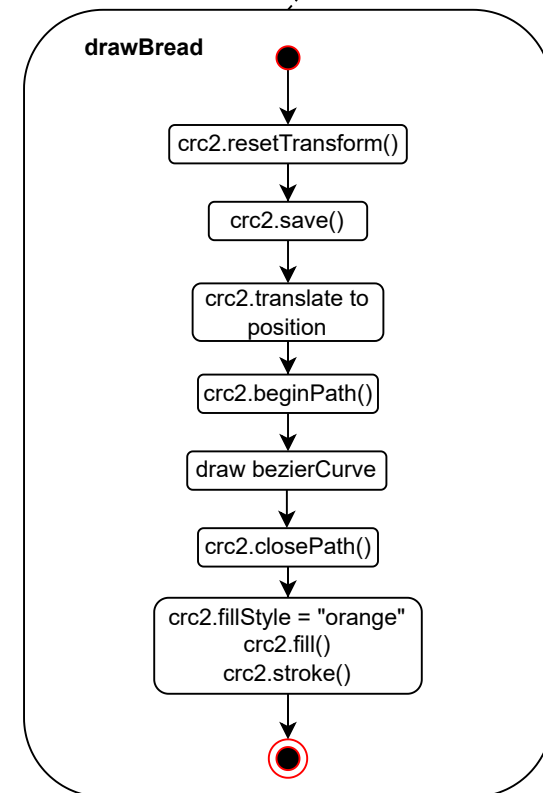 drawBread
crc2.resetTransform()
crc2.save()
crc2.translate to
position
crc2.beginPath()
draw bezierCurve
crc2.closePath()
crc2.fillStyle = "orange"
crc2.fill()
crc2.stroke()